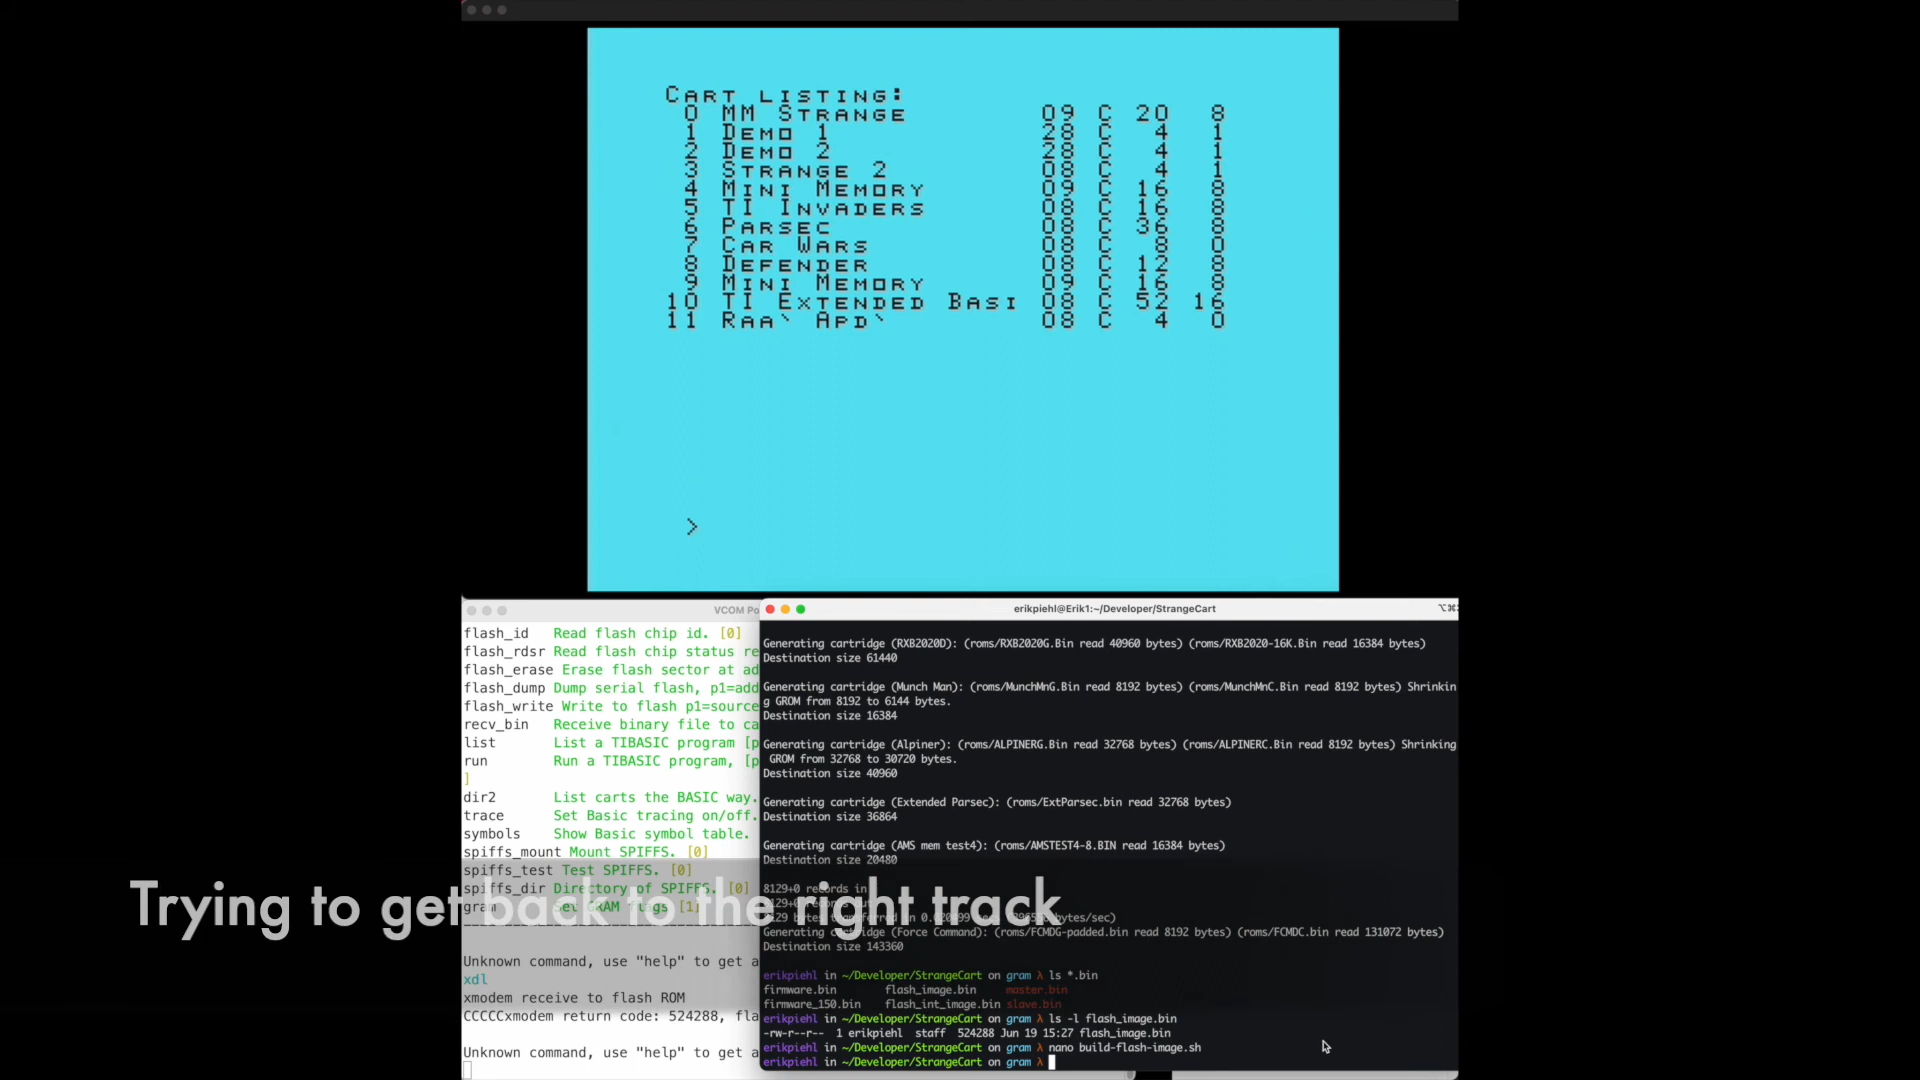 CART LISTING:
0 MM STRANGE 09 C 20 8
1 DEMO 1 28 C 4 1
2 DEMO 2 28 C 4 1
3 STRANGE 2 08 C 4 1
4 MINI MEMORY 09 C 16 8
5 TI INVADERS 08 C 16 8
6 PARSEC 08 C 36 8
7 CAR WARS 08 C 8 0
8 DEFENDER 08 C 12 8
9 MINI MEMORY 09 C 16 8
10 TI EXTENDED BASI 08 C 52 16
11 RAA` APD` 08 C 4 0
>
VCOM Po
flash_id Read flash chip id. [0]
flash_rdsr Read flash chip status re
flash_erase Erase flash sector at ad
flash_dump Dump serial flash, p1=add
flash_write Write to flash p1=source
recv_bin Receive binary file to ca
list List a TIBASIC program [p
run Run a TIBASIC program, [p
]
dir2 List carts the BASIC way.
trace Set Basic tracing on/off.
symbols Show Basic symbol table.
spiffs_mount Mount SPIFFS. [0]
spiffs_test Test SPIFFS. [0]
spiffs_dir Directory of SPIFFS. [0]
gram Set GRAM flags [1]
Unknown command, use "help" to get a
xdl
xmodem receive to flash ROM
CCCCCxmodem return code: 524288, fla
Unknown command, use "help" to get a
erikpiehl@Erik1:~/Developer/StrangeCart
Generating cartridge (RXB2020D): (roms/RXB2020G.Bin read 40960 bytes) (roms/RXB2020-16K.Bin read 16384 bytes)
Destination size 61440
Generating cartridge (Munch Man): (roms/MunchMnG.Bin read 8192 bytes) (roms/MunchMnC.Bin read 8192 bytes) Shrinkin
g GROM from 8192 to 6144 bytes.
Destination size 16384
Generating cartridge (Alpiner): (roms/ALPINERG.Bin read 32768 bytes) (roms/ALPINERC.Bin read 8192 bytes) Shrinking
GROM from 32768 to 30720 bytes.
Destination size 40960
Generating cartridge (Extended Parsec): (roms/ExtParsec.bin read 32768 bytes)
Destination size 36864
Generating cartridge (AMS mem test4): (roms/AMSTEST4-8.BIN read 16384 bytes)
Destination size 20480
8129+0 records in
Generating cartridge (Force Command): (roms/FCMDG-padded.bin read 8192 bytes) (roms/FCMDC.bin read 131072 bytes)
Destination size 143360
erikpiehl in ~/Developer/StrangeCart on gram λ ls *.bin
firmware.bin flash_image.bin master.bin
firmware_150.bin flash_int_image.bin slave.bin
erikpiehl in ~/Developer/StrangeCart on gram λ ls -l flash_image.bin
-rw-r--r-- 1 erikpiehl staff 524288 Jun 19 15:27 flash_image.bin
erikpiehl in ~/Developer/StrangeCart on gram λ nano build-flash-image.sh
erikpiehl in ~/Developer/StrangeCart on gram λ
Trying to get back to the right track